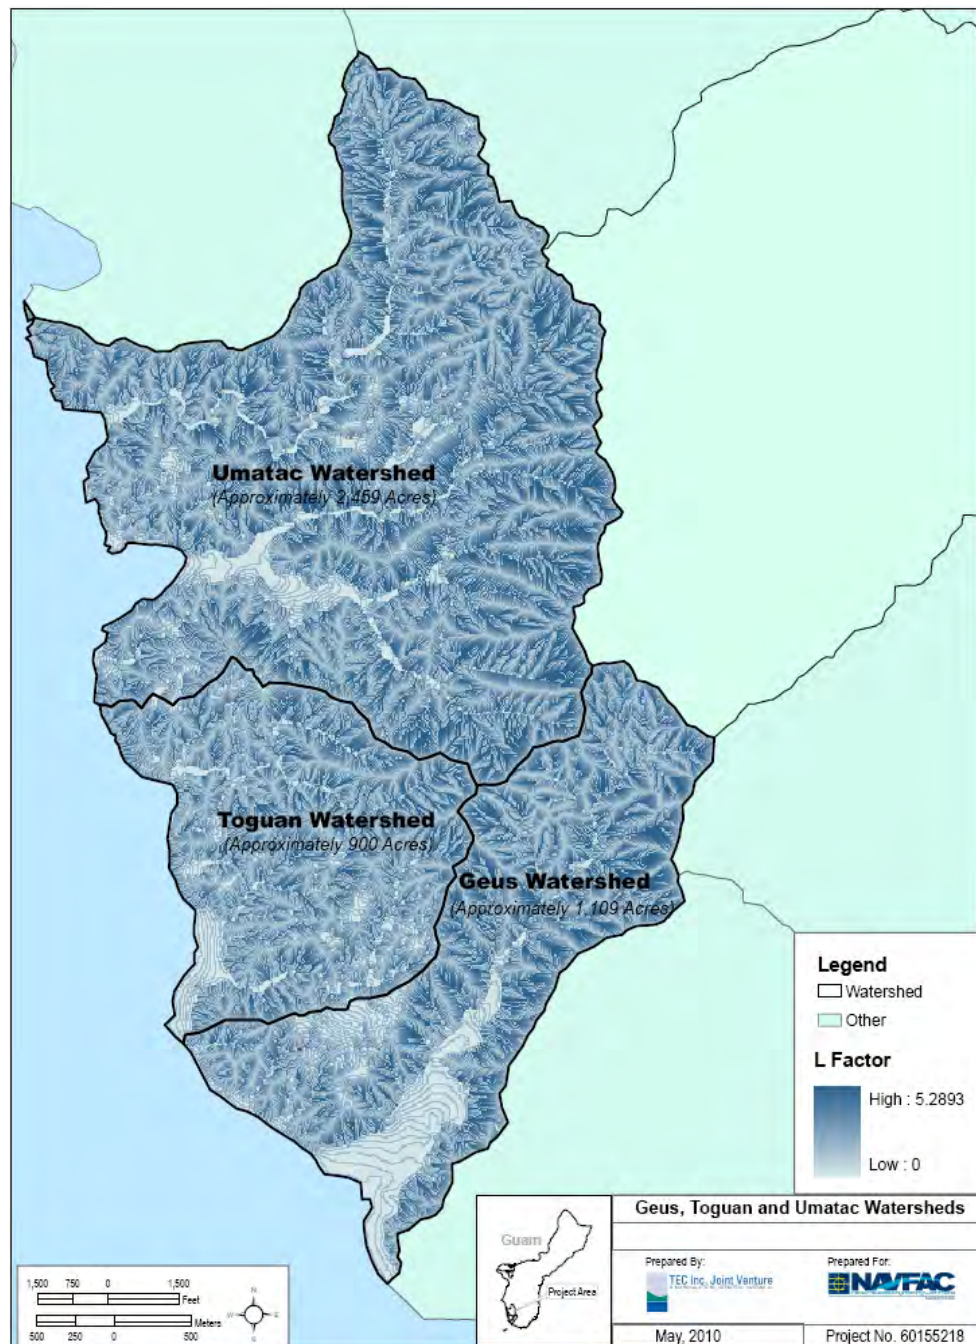 Umatac Watershed
(Approximately 2,459 Acres)
Toguan Watershed
(Approximately 900 Acres)
Geus Watershed
(Approximately 1,109 Acres)
Legend
Watershed
Other
L Factor
High : 5.2893
Low : 0
Geus, Toguan and Umatac Watersheds
Guam
Project Area
Prepared By:
TEC Inc. Joint Venture
Prepared For:
NAVFAC
May, 2010
Project No. 60155218
1,500 750 0 1,500
Feet
Meters
500 250 0 500
N
W E
S